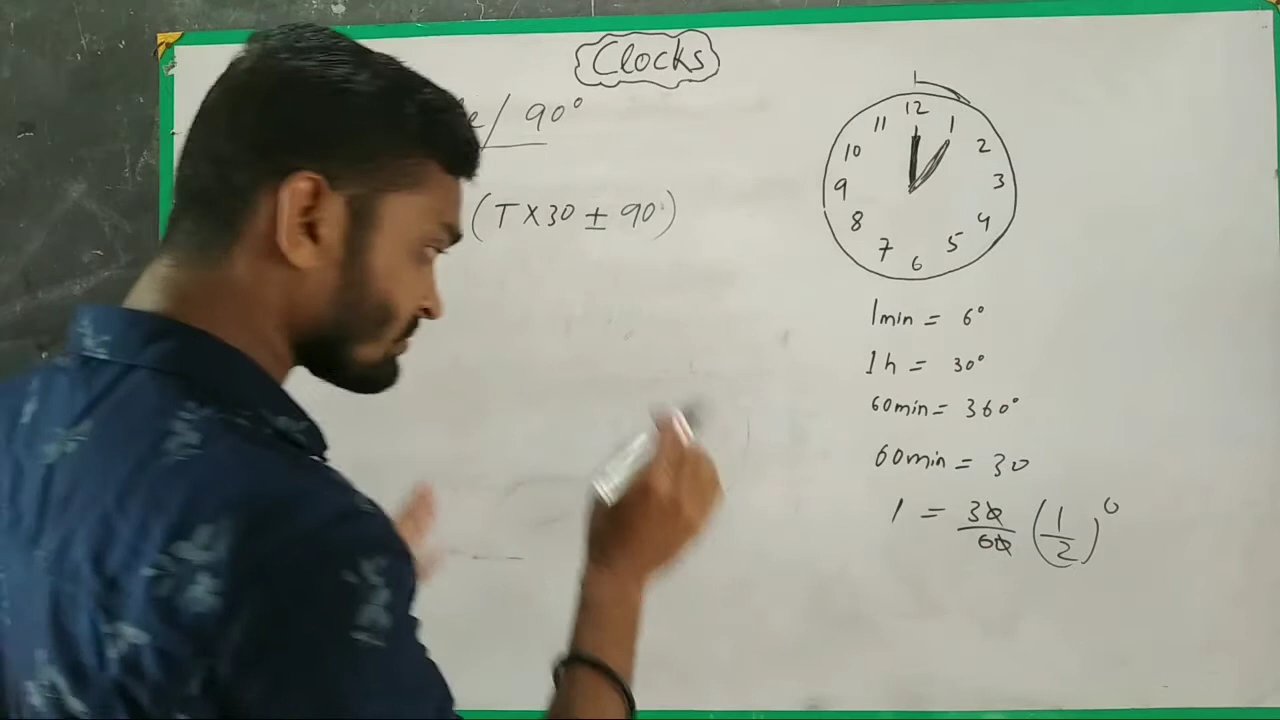 Clocks
/ 90°
(T X 30 ± 90°)
12
11 1
10 2
9 3
8 4
7 5
6
1min = 6°
1h = 30°
60min = 360°
60min = 30
1 = 30/60 (1/2)°